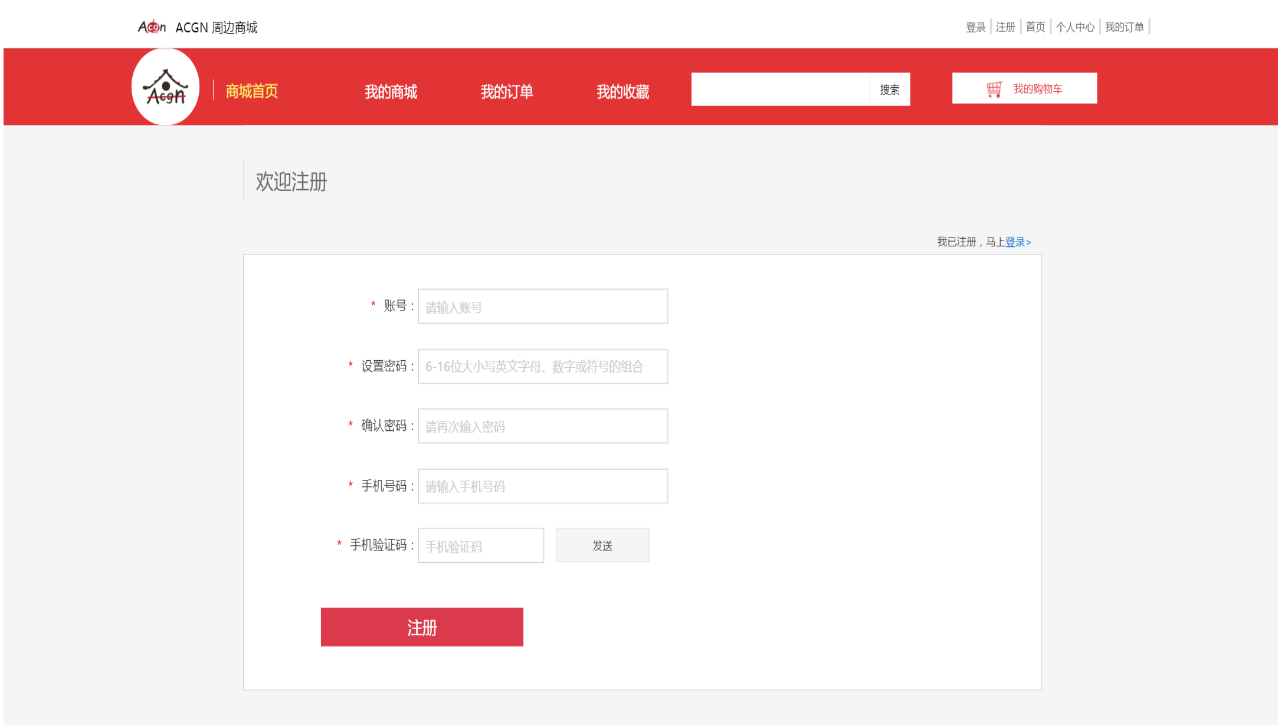 Acgn ACGN 周边商城
登录 注册 首页 个人中心 我的订单
Acgn
商城首页 我的商城 我的订单 我的收藏 搜索 我的购物车
欢迎注册
我已注册，马上登录>
* 账号： 请输入账号
* 设置密码： 6-16位大小写英文字母、数字或符号的组合
* 确认密码： 请再次输入密码
* 手机号码： 请输入手机号码
* 手机验证码： 手机验证码 发送
注册